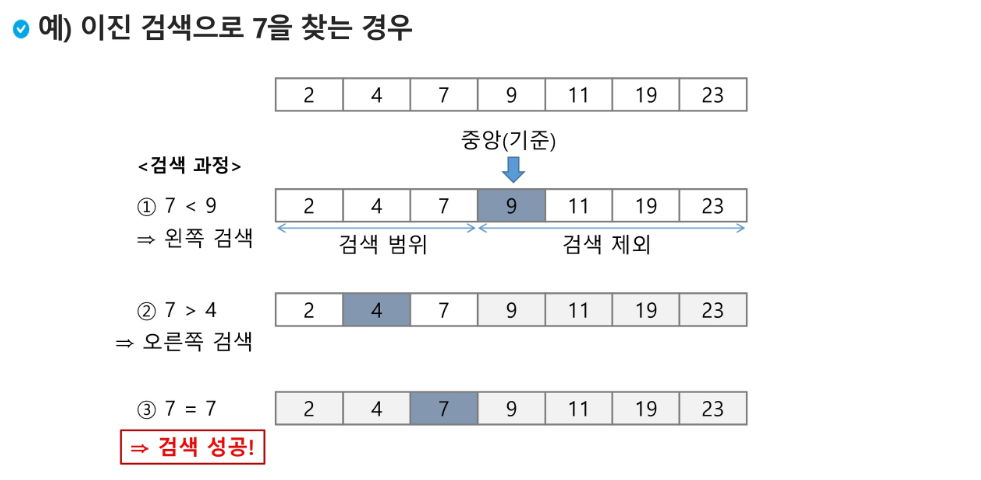 예) 이진 검색으로 7을 찾는 경우
2 4 7 9 11 19 23
중앙(기준)
<검색 과정>
① 7 < 9
2 4 7 9 11 19 23
⇒ 왼쪽 검색
검색 범위 검색 제외
② 7 > 4
2 4 7 9 11 19 23
⇒ 오른쪽 검색
③ 7 = 7
2 4 7 9 11 19 23
⇒ 검색 성공!